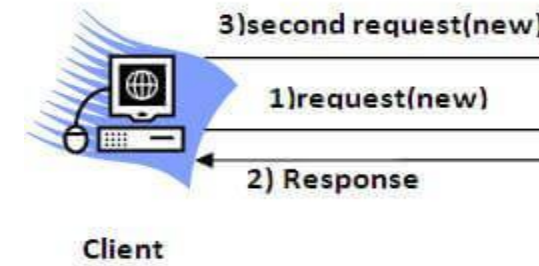 3)second request(new)
1)request(new)
2) Response
Client